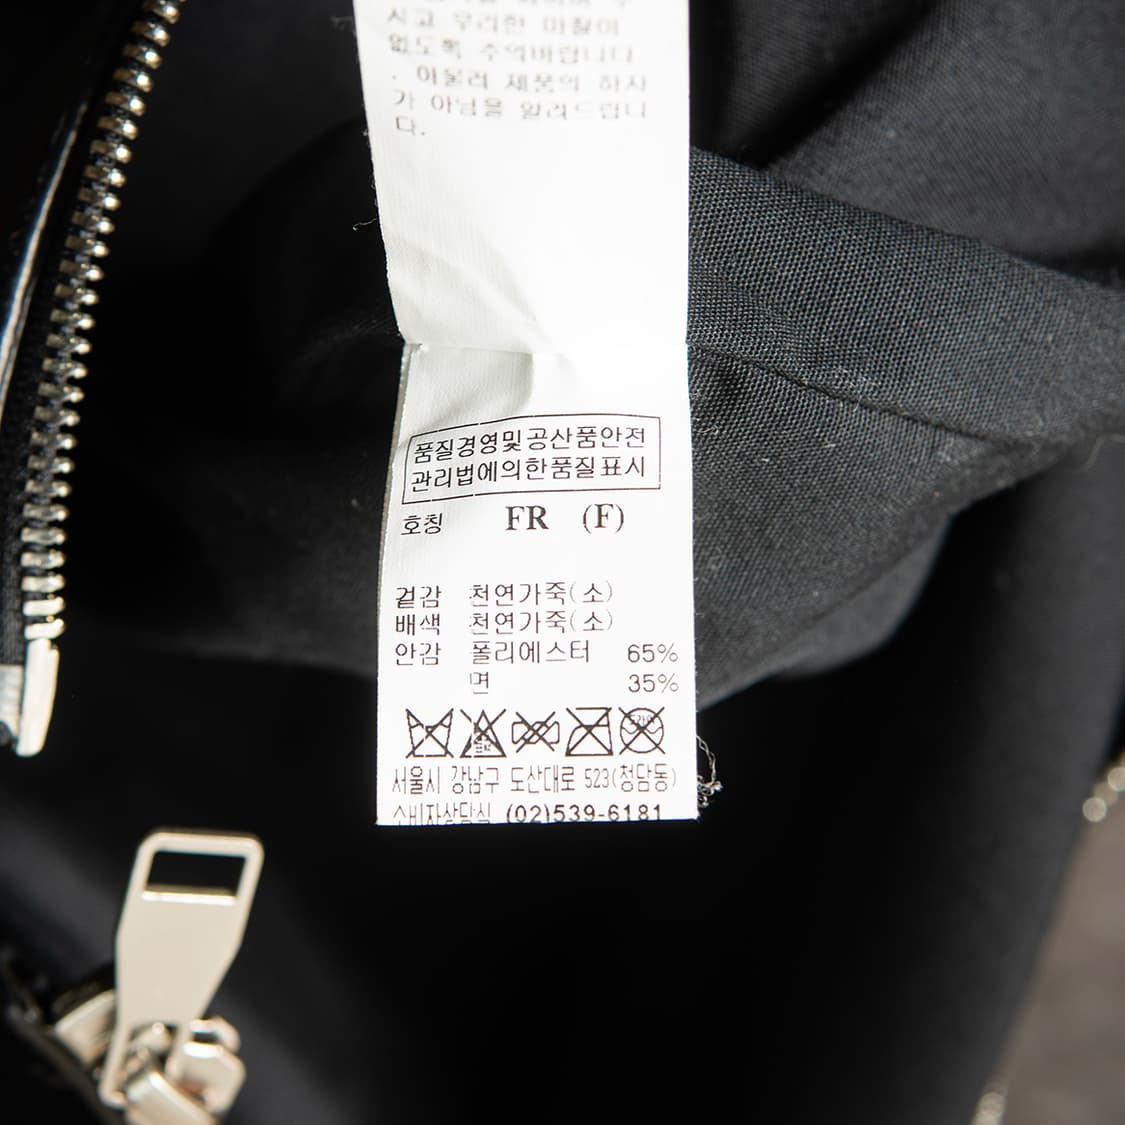 시고 무리한 마찰이
없도록 주의바랍니다
. 아울러 제품의 하자
가 아님을 알려드립니
다.
품질경영및공산품안전
관리법에의한품질표시
호칭 FR (F)
겉감 천연가죽(소)
배색 천연가죽(소)
안감 폴리에스터 65%
면 35%
서울시 강남구 도산대로 523(청담동)
소비자상담실 (02)539-6181